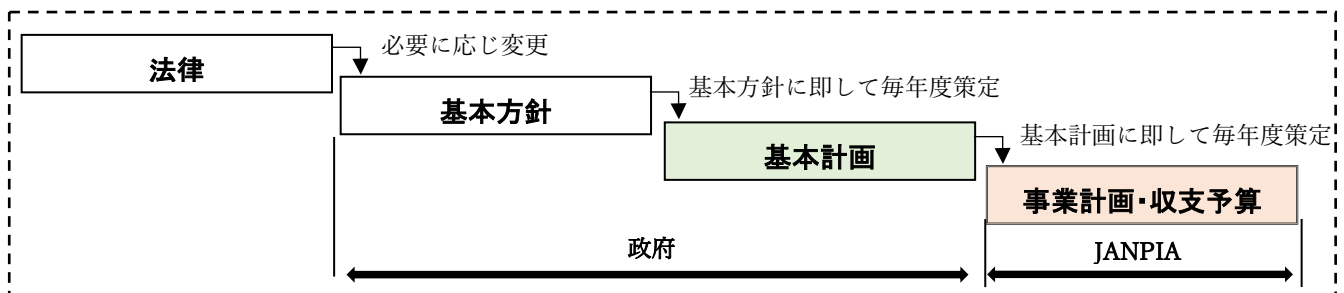 法律
必要に応じ変更
基本方針
基本方針に即して毎年度策定
基本計画
基本計画に即して毎年度策定
事業計画・収支予算
政府
JANPIA